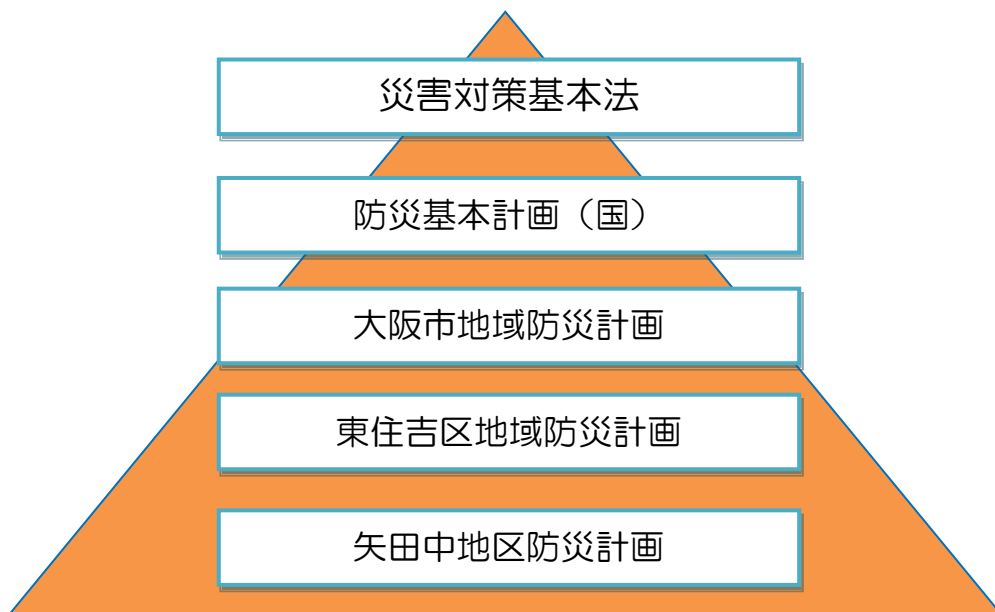 災害対策基本法
防災基本計画（国）
大阪市地域防災計画
東住吉区地域防災計画
矢田中地区防災計画